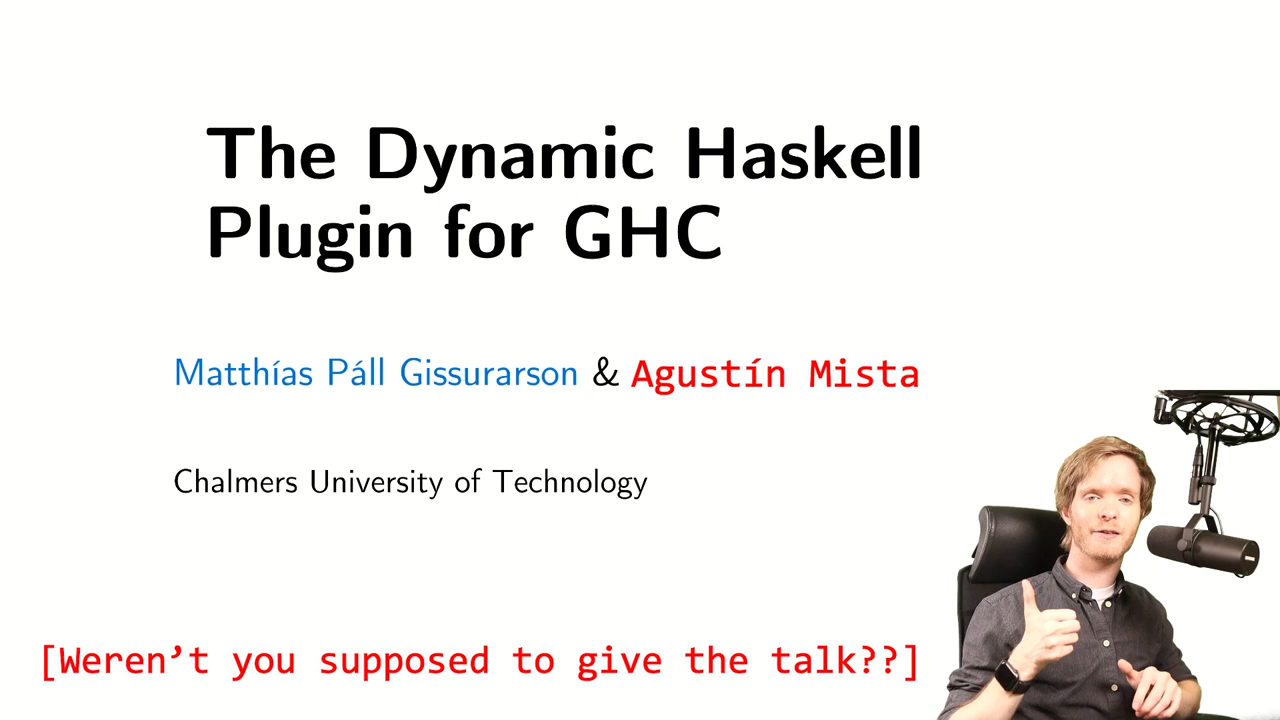 The Dynamic Haskell
Plugin for GHC
Matthías Páll Gissurarson & Agustín Mista
Chalmers University of Technology
[Weren’t you supposed to give the talk??]